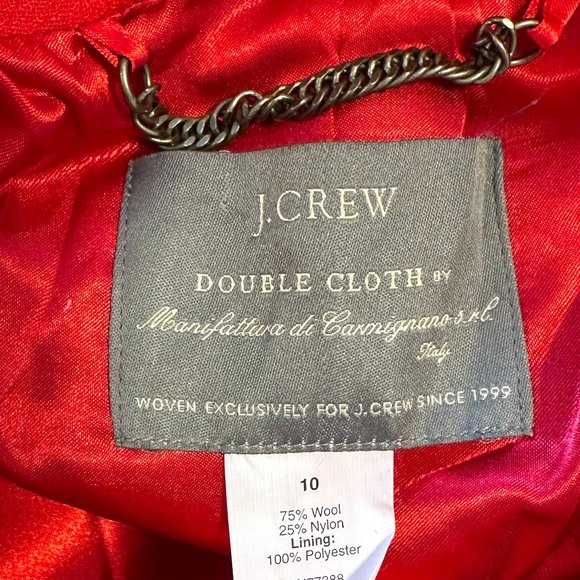 J.CREW
DOUBLE CLOTH BY
Manifattura di Carmignano s.r.l.
Italy
WOVEN EXCLUSIVELY FOR J.CREW SINCE 1999
10
75% Wool
25% Nylon
Lining:
100% Polyester